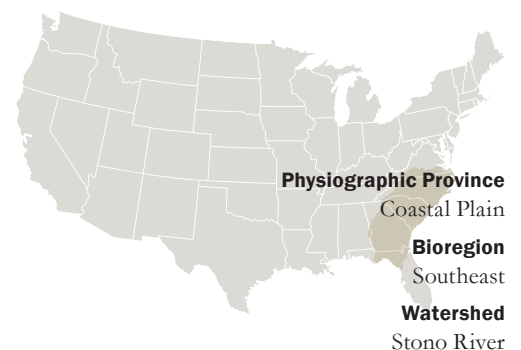 Physiographic Province
Coastal Plain
Bioregion
Southeast
Watershed
Stono River